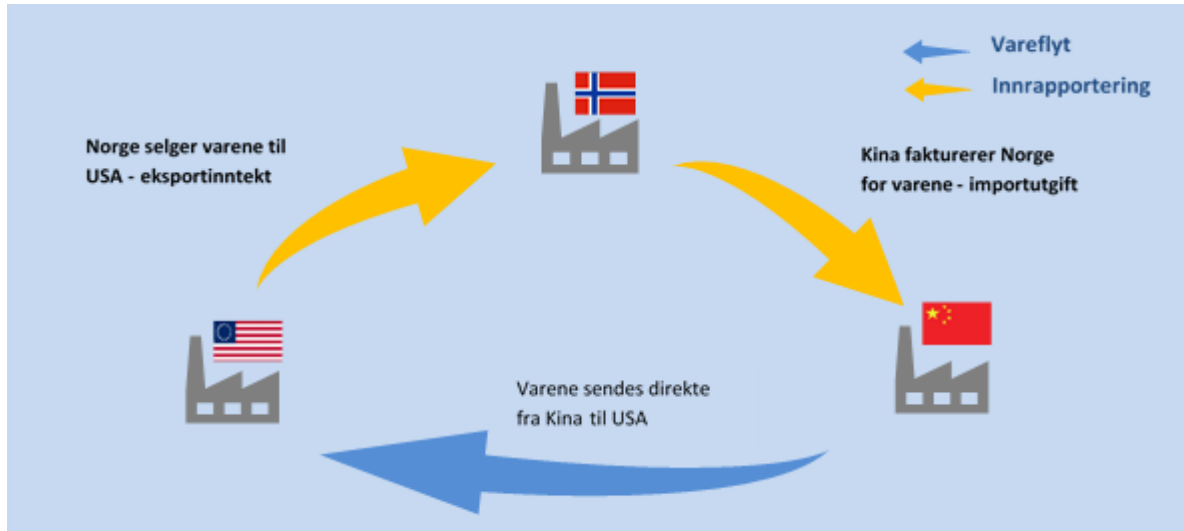 Vareflyt
Innrapportering
Norge selger varene til
USA - eksportinntekt
Kina fakturerer Norge
for varene - importutgift
Varene sendes direkte
fra Kina til USA